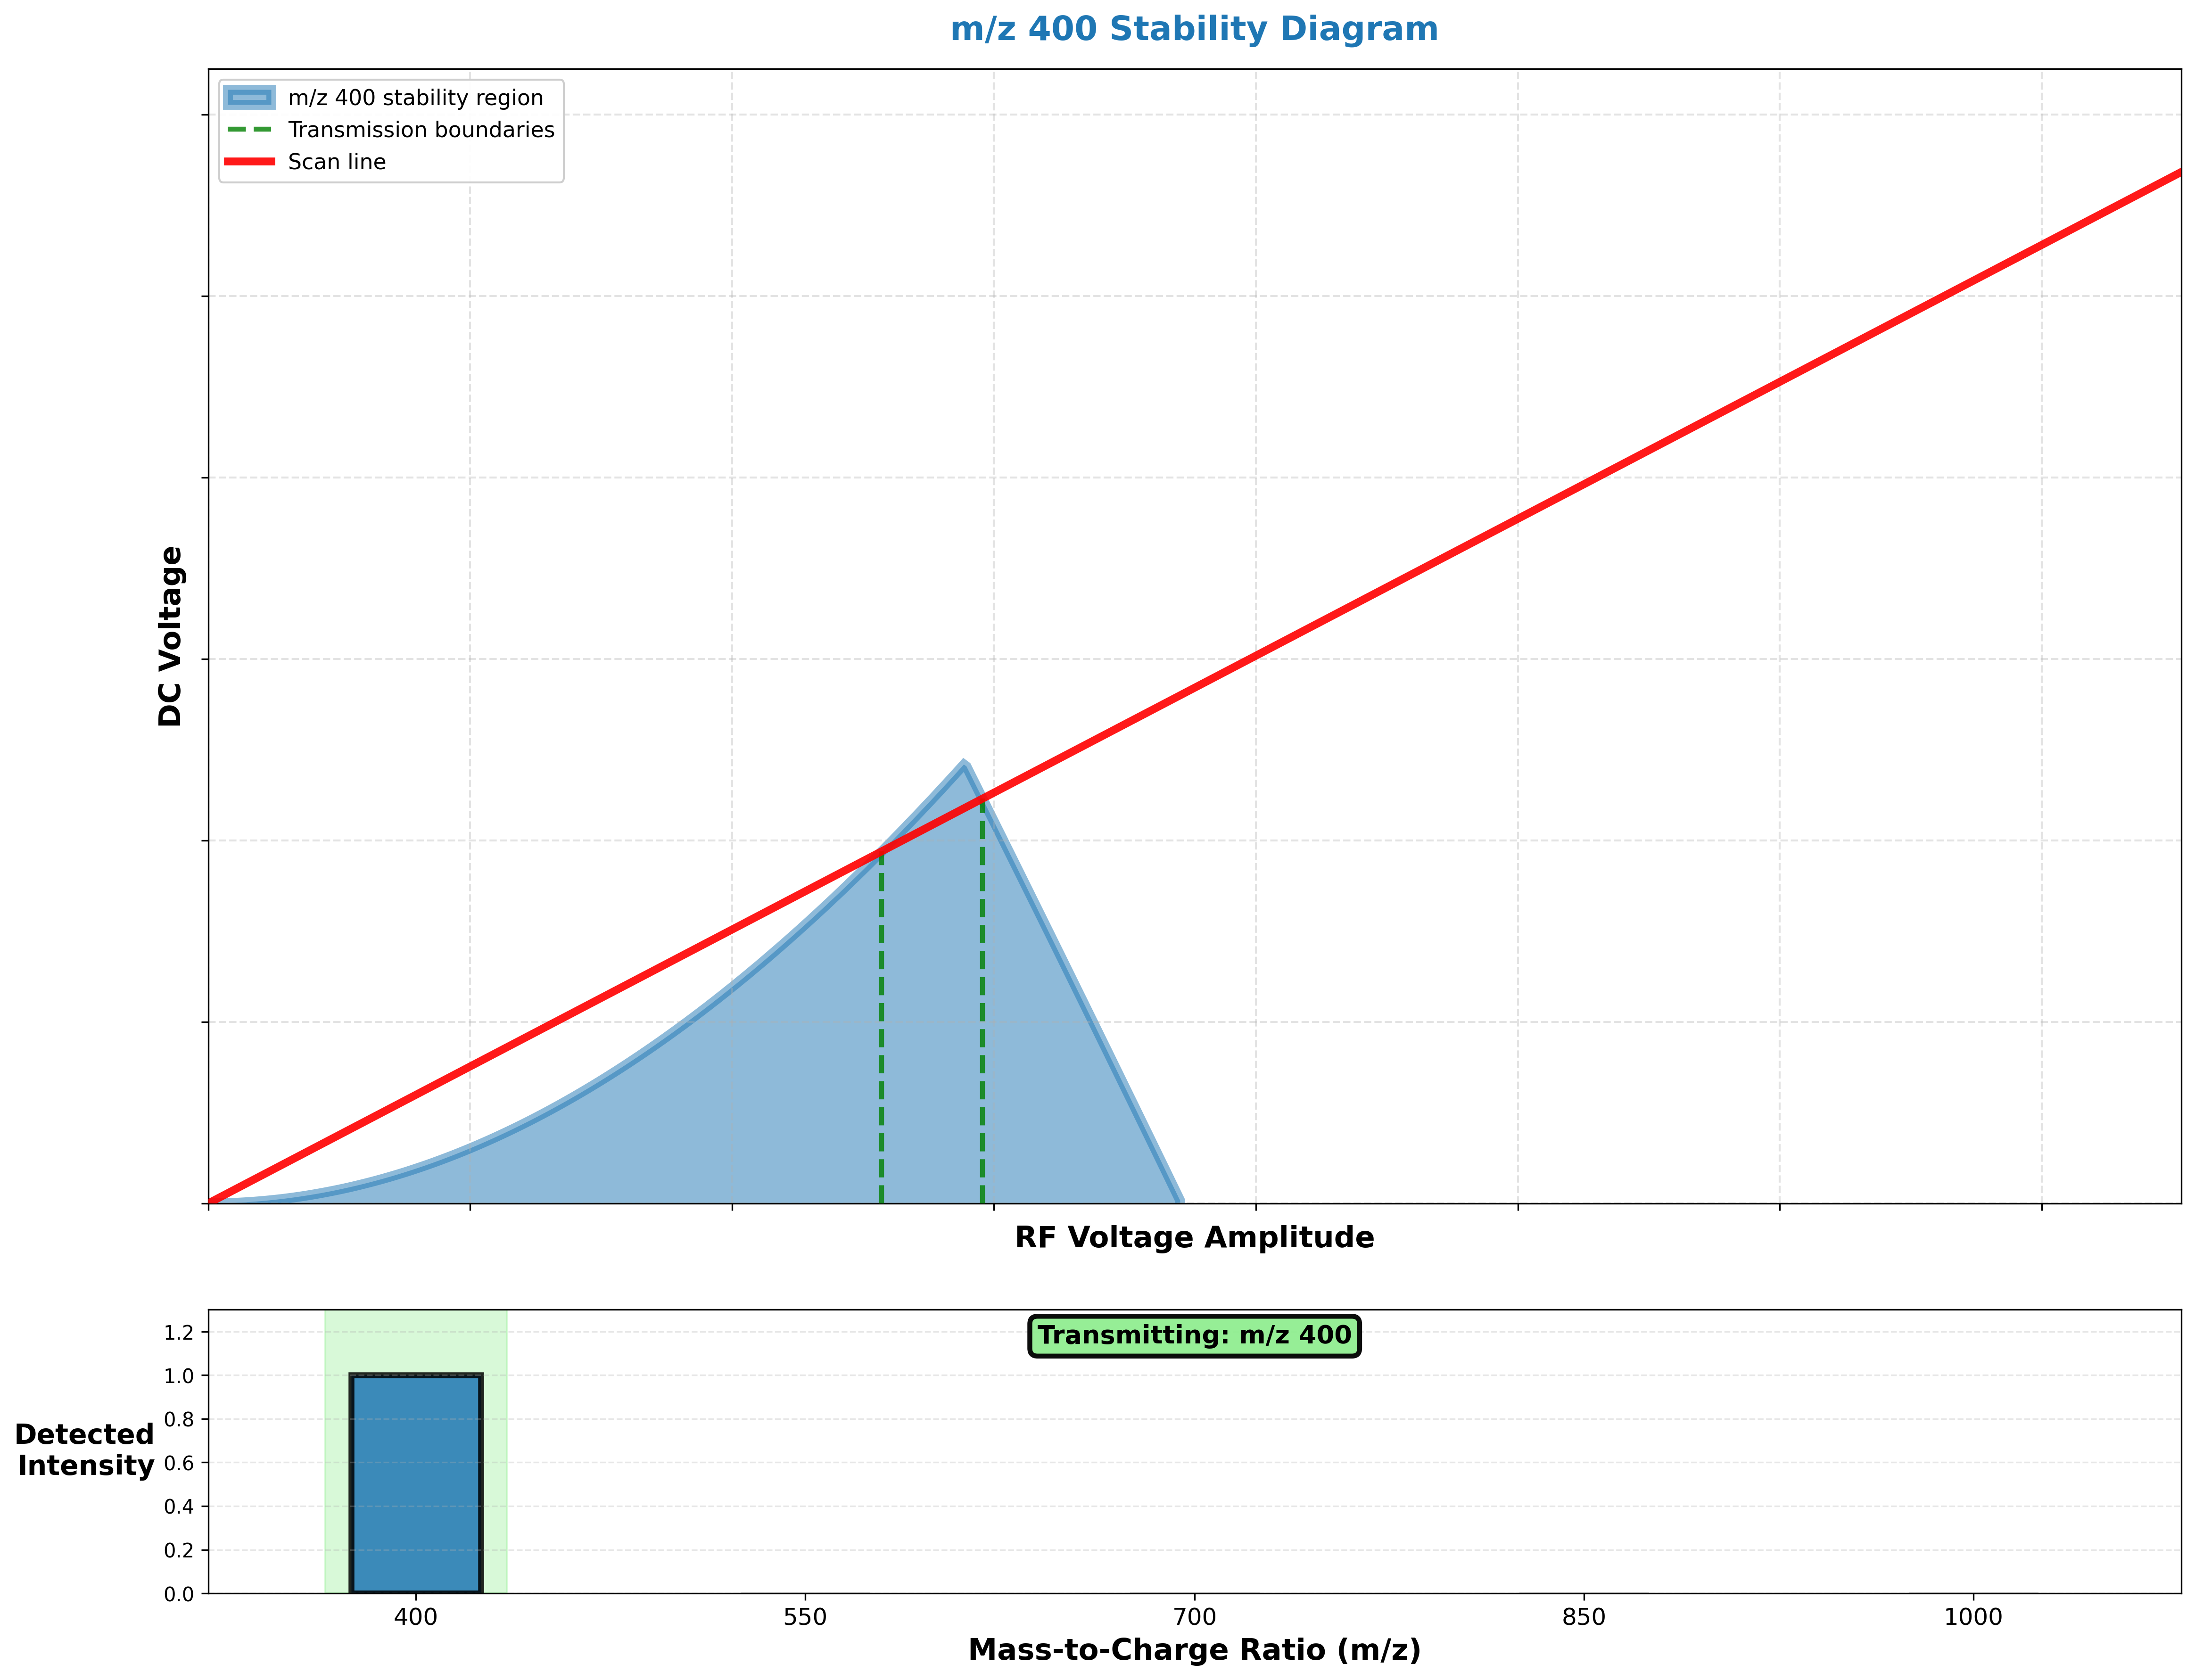 m/z 400 Stability Diagram
m/z 400 stability region
Transmission boundaries
Scan line
DC Voltage
RF Voltage Amplitude
Transmitting: m/z 400
Detected
Intensity
1.2
1.0
0.8
0.6
0.4
0.2
0.0
400 550 700 850 1000
Mass-to-Charge Ratio (m/z)